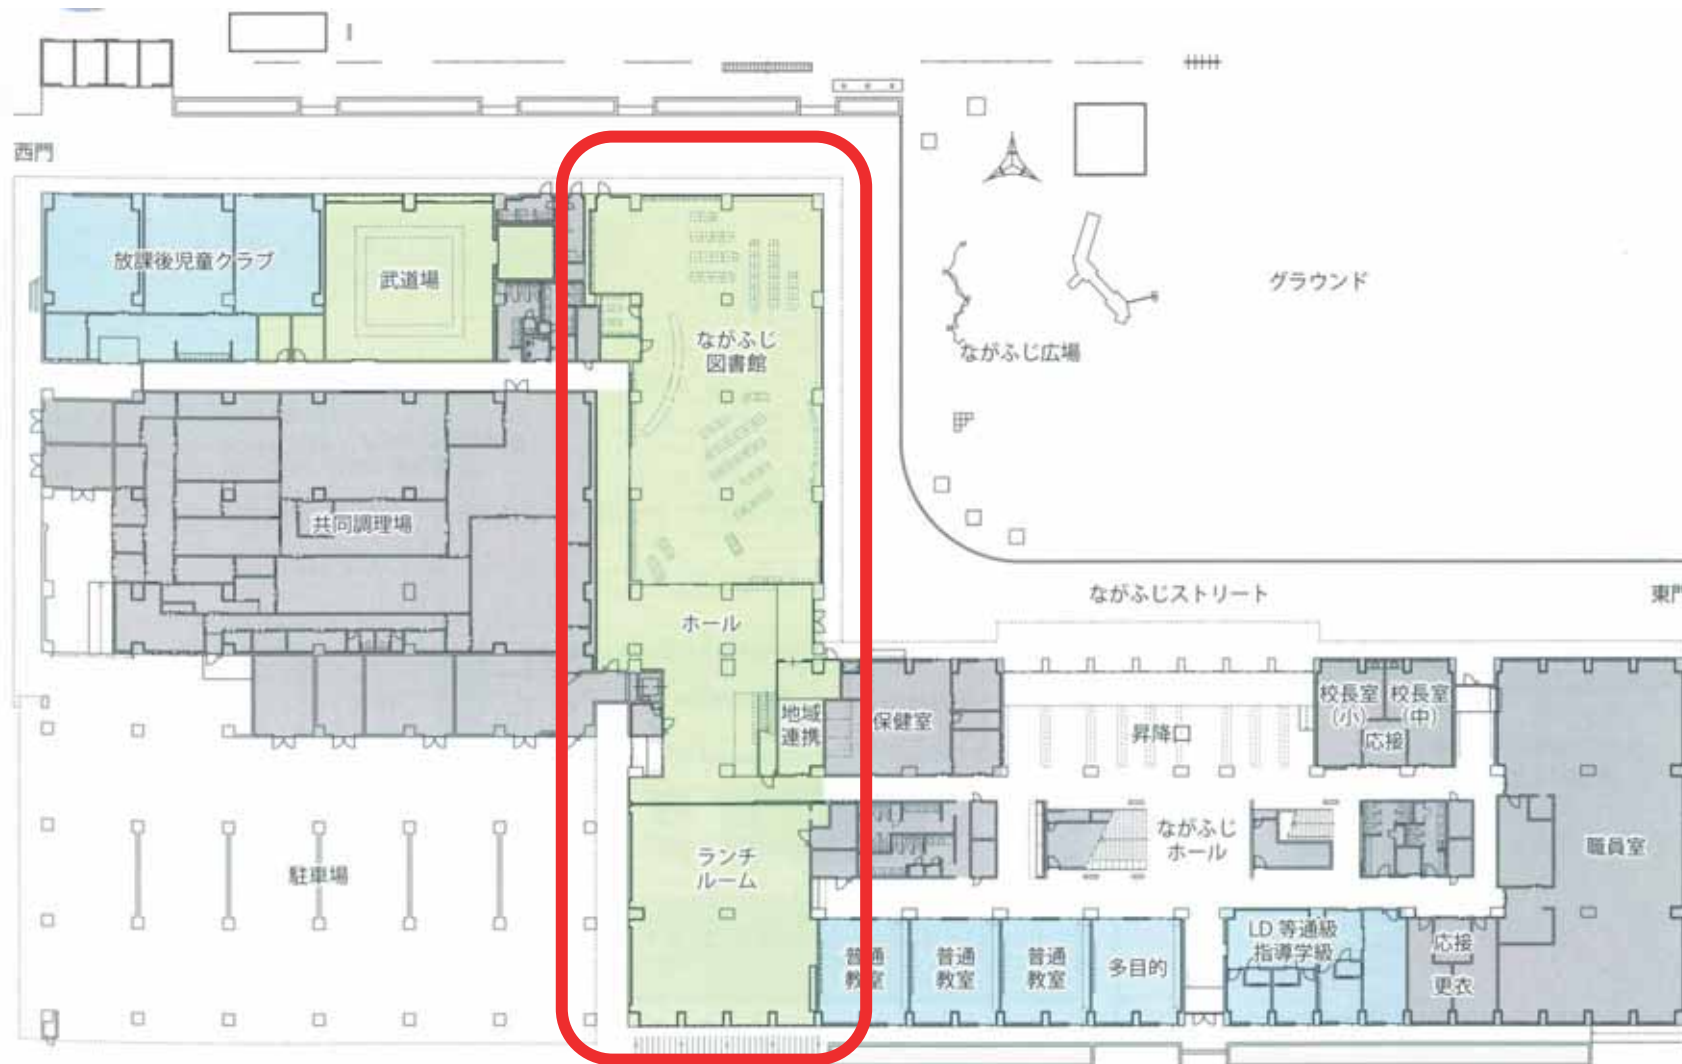 西門
放課後児童クラブ
武道場
ながふじ
図書館
グラウンド
ながふじ広場
共同調理場
ながふじストリート
東門
ホール
地域
連携
保健室
昇降口
校長室
(小)
校長室
(中)
応接
ながふじ
ホール
職員室
ランチ
ルーム
駐車場
普通
教室
普通
教室
普通
教室
多目的
LD 等通級
指導学級
応接
更衣